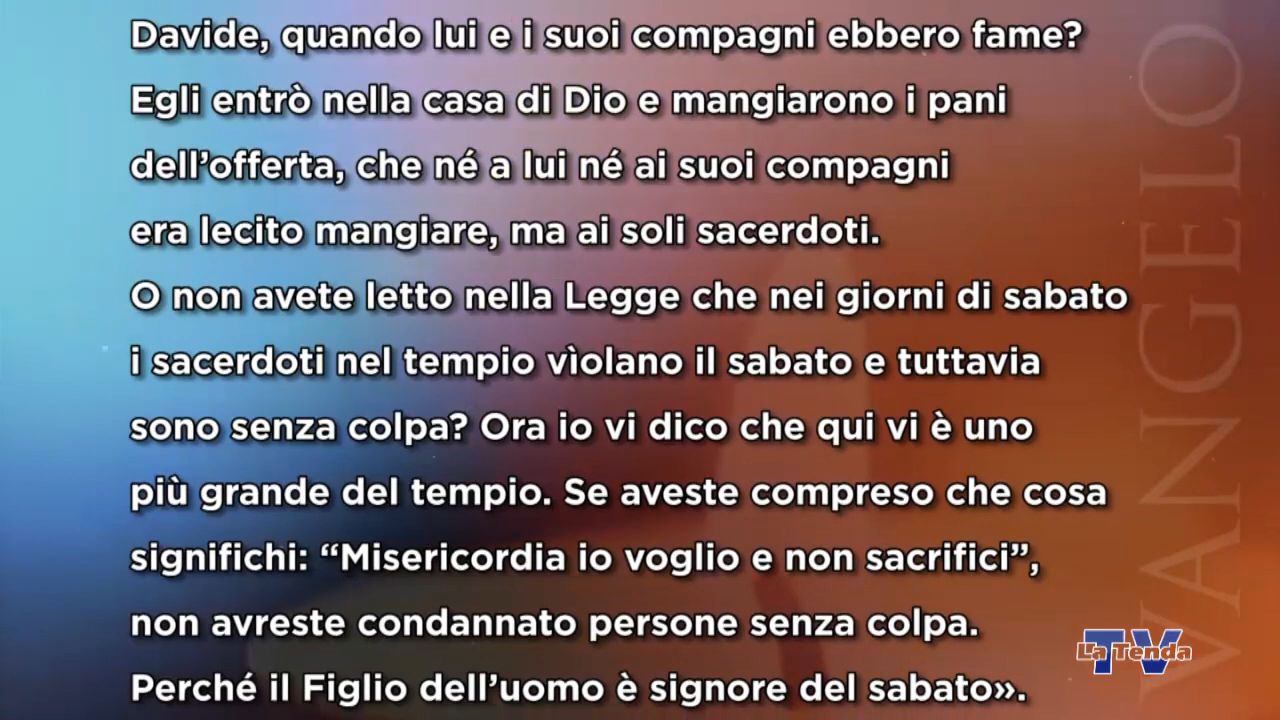 Davide, quando lui e i suoi compagni ebbero fame?
Egli entrò nella casa di Dio e mangiarono i pani
dell’offerta, che né a lui né ai suoi compagni
era lecito mangiare, ma ai soli sacerdoti.
O non avete letto nella Legge che nei giorni di sabato
i sacerdoti nel tempio vìolano il sabato e tuttavia
sono senza colpa? Ora io vi dico che qui vi è uno
più grande del tempio. Se aveste compreso che cosa
significhi: “Misericordia io voglio e non sacrifici”,
non avreste condannato persone senza colpa.
Perché il Figlio dell’uomo è signore del sabato».
VANGELO
TV
La Tenda